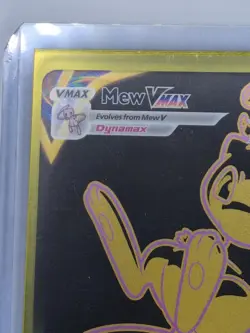 VMAX Mew VMAX
Evolves from Mew V
Dynamax